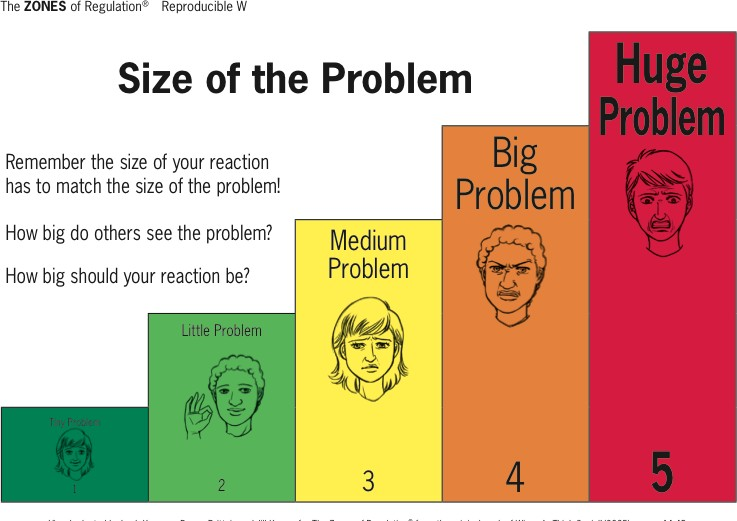 The ZONES of Regulation® Reproducible W
Size of the Problem
Remember the size of your reaction
has to match the size of the problem!
How big do others see the problem?
How big should your reaction be?
Tiny Problem
1
Little Problem
2
Medium
Problem
3
Big
Problem
4
Huge
Problem
5